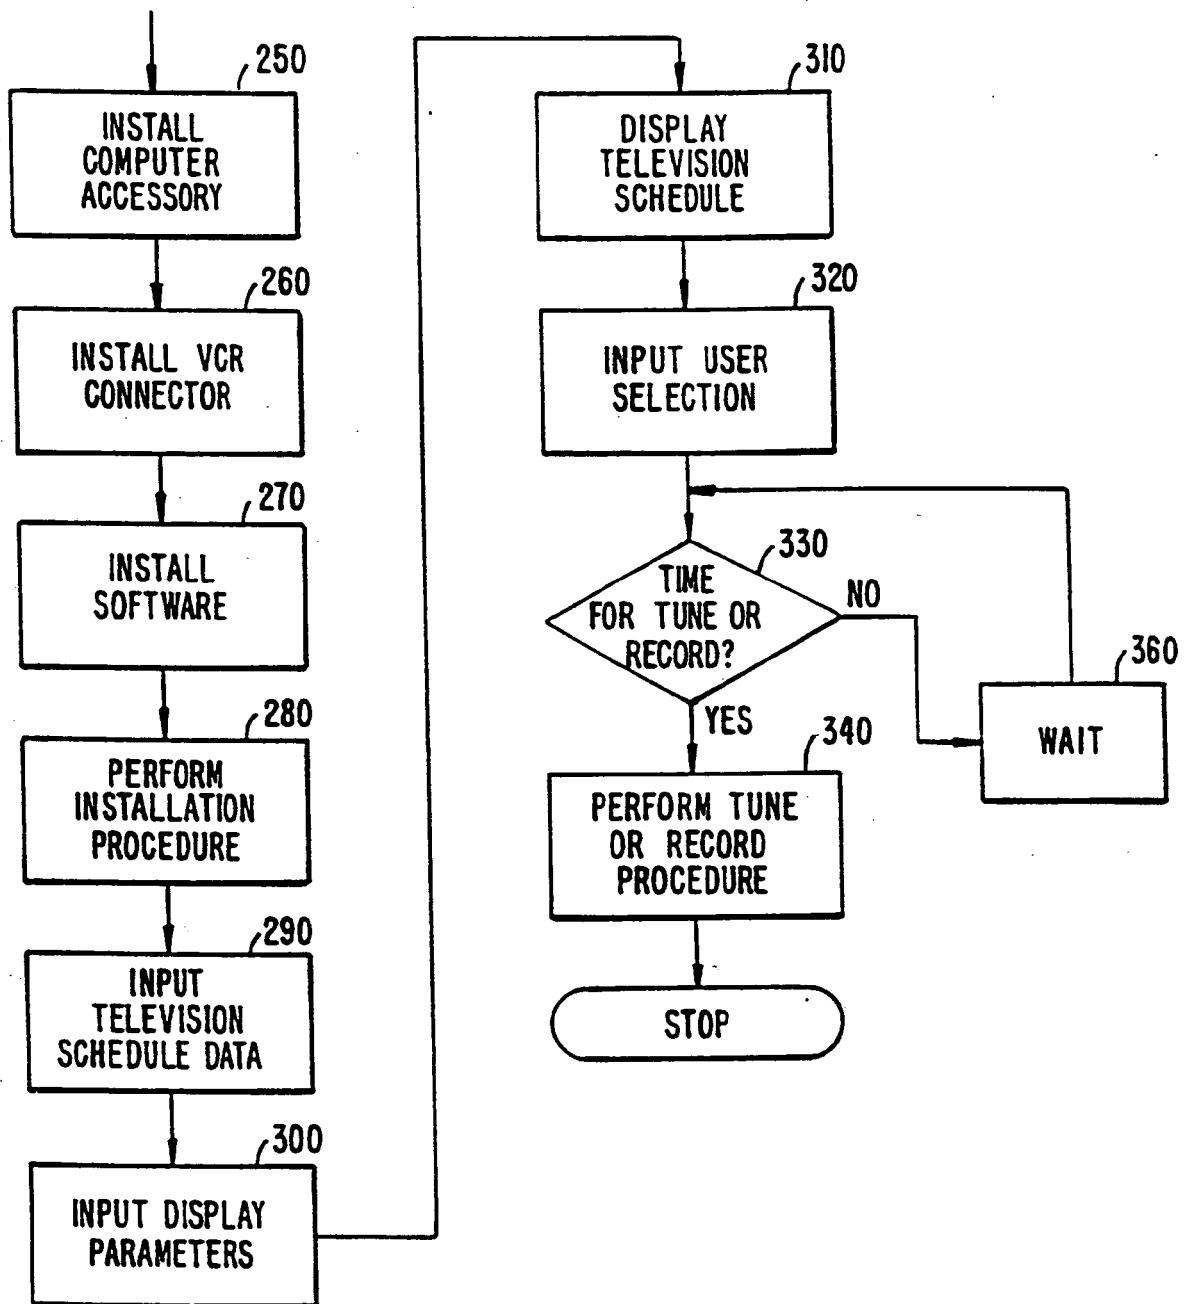 250
INSTALL
COMPUTER
ACCESSORY
260
INSTALL VCR
CONNECTOR
270
INSTALL
SOFTWARE
280
PERFORM
INSTALLATION
PROCEDURE
290
INPUT
TELEVISION
SCHEDULE DATA
300
INPUT DISPLAY
PARAMETERS
310
DISPLAY
TELEVISION
SCHEDULE
320
INPUT USER
SELECTION
330
TIME
FOR TUNE OR
RECORD?
NO
YES
360
WAIT
340
PERFORM TUNE
OR RECORD
PROCEDURE
STOP